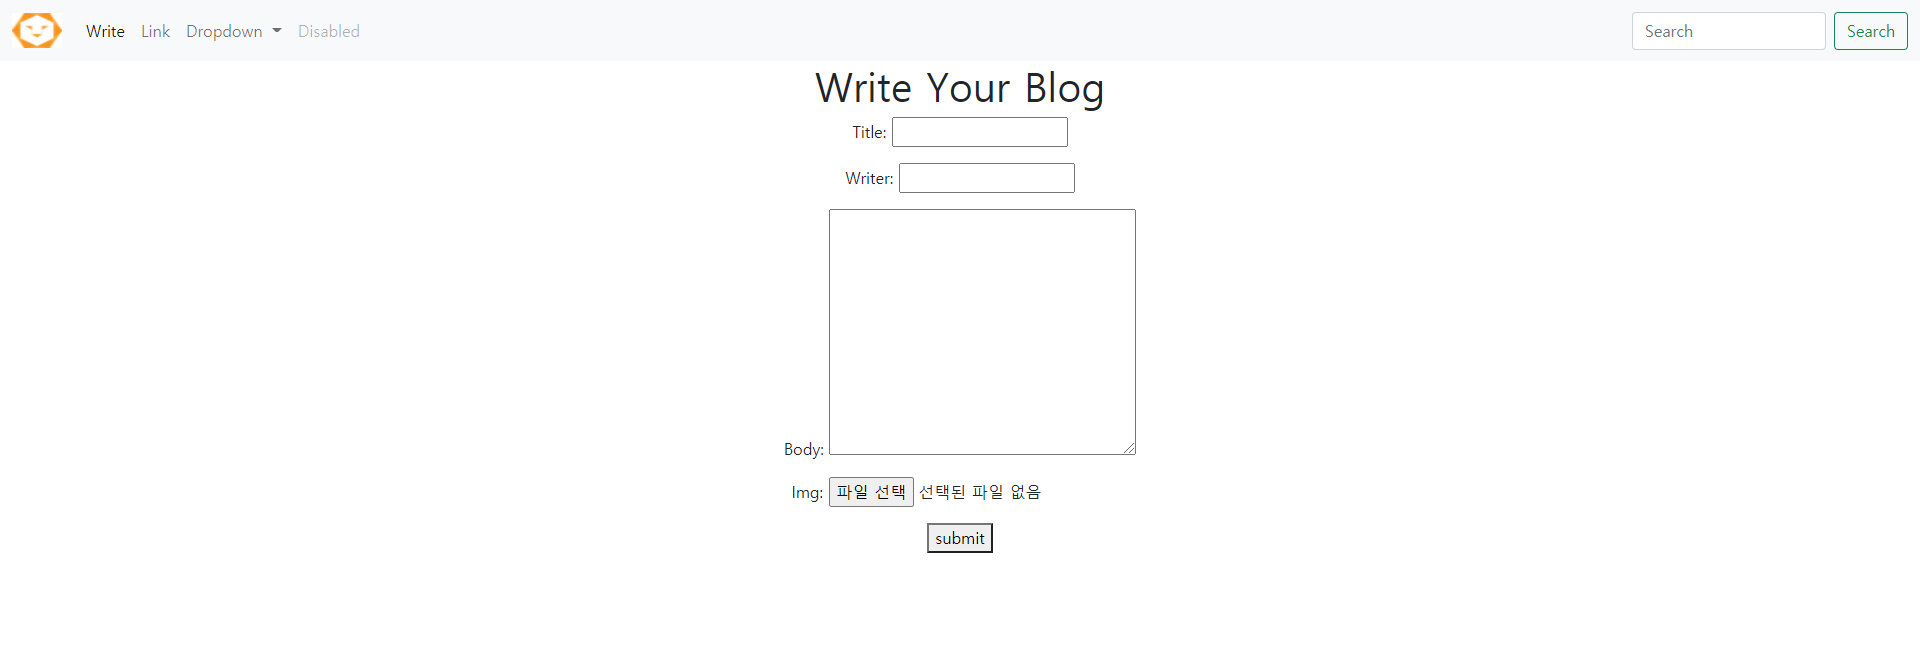 Write Link Dropdown Disabled Search Search
Write Your Blog
Title:
Writer:
Body:
Img: 파일 선택 선택된 파일 없음
submit